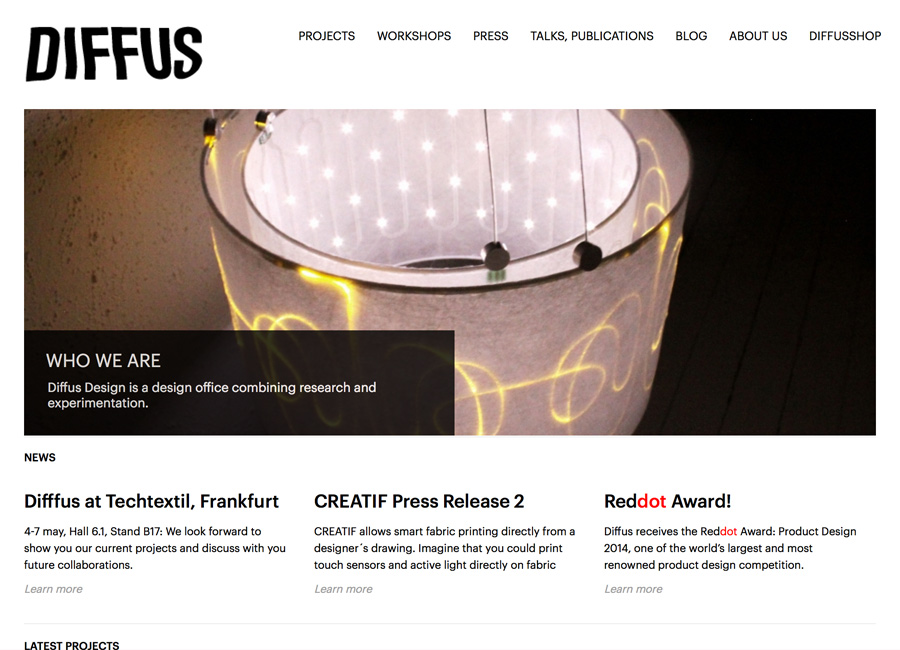 DIFFUS
PROJECTS WORKSHOPS PRESS TALKS, PUBLICATIONS BLOG ABOUT US DIFFUSSHOP
WHO WE ARE
Diffus Design is a design office combining research and
experimentation.
NEWS
Difffus at Techtextil, Frankfurt
4-7 may, Hall 6.1, Stand B17: We look forward to
show you our current projects and discuss with you
future collaborations.
Learn more
CREATIF Press Release 2
CREATIF allows smart fabric printing directly from a
designer´s drawing. Imagine that you could print
touch sensors and active light directly on fabric
Learn more
Reddot Award!
Diffus receives the Reddot Award: Product Design
2014, one of the world's largest and most
renowned product design competition.
Learn more
LATEST PROJECTS